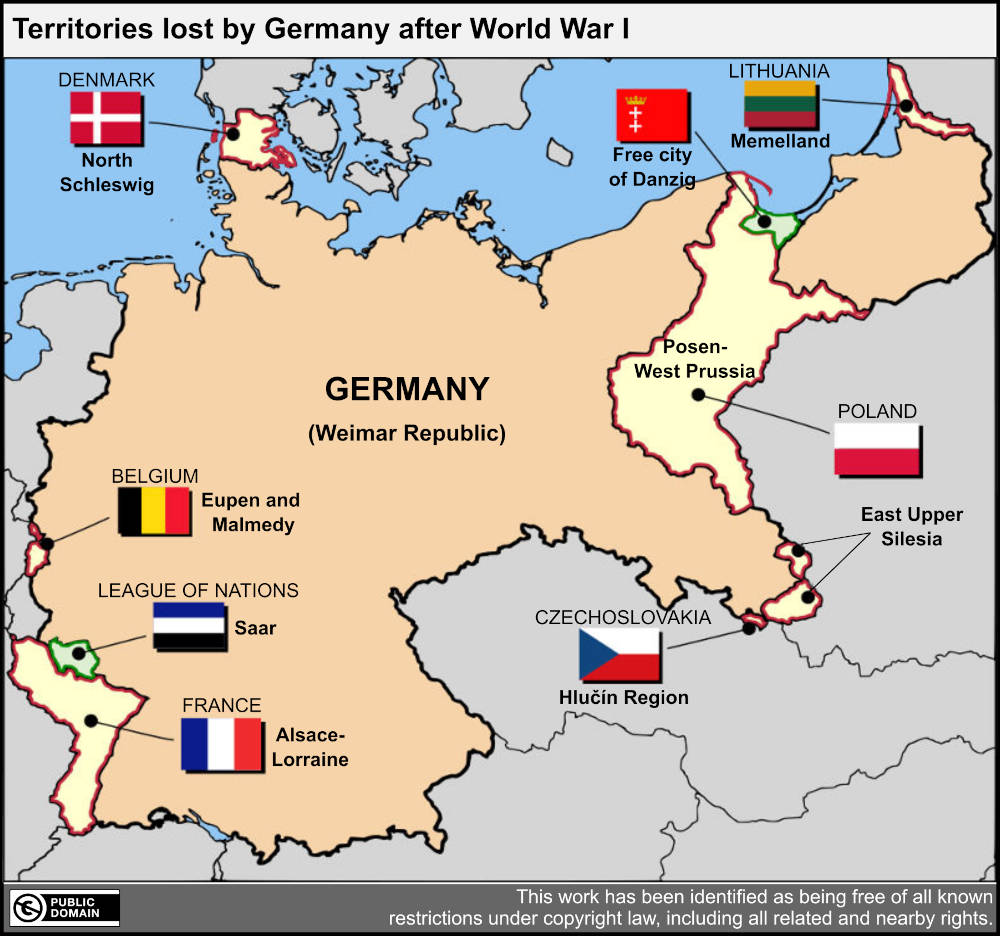 Territories lost by Germany after World War I
DENMARK
North
Schleswig
LITHUANIA
Memelland
Free city
of Danzig
Posen-
West Prussia
GERMANY
(Weimar Republic)
POLAND
BELGIUM
Eupen and
Malmedy
East Upper
Silesia
LEAGUE OF NATIONS
Saar
CZECHOSLOVAKIA
Hlučín Region
FRANCE
Alsace-
Lorraine
PUBLIC
DOMAIN
This work has been identified as being free of all known
restrictions under copyright law, including all related and nearby rights.